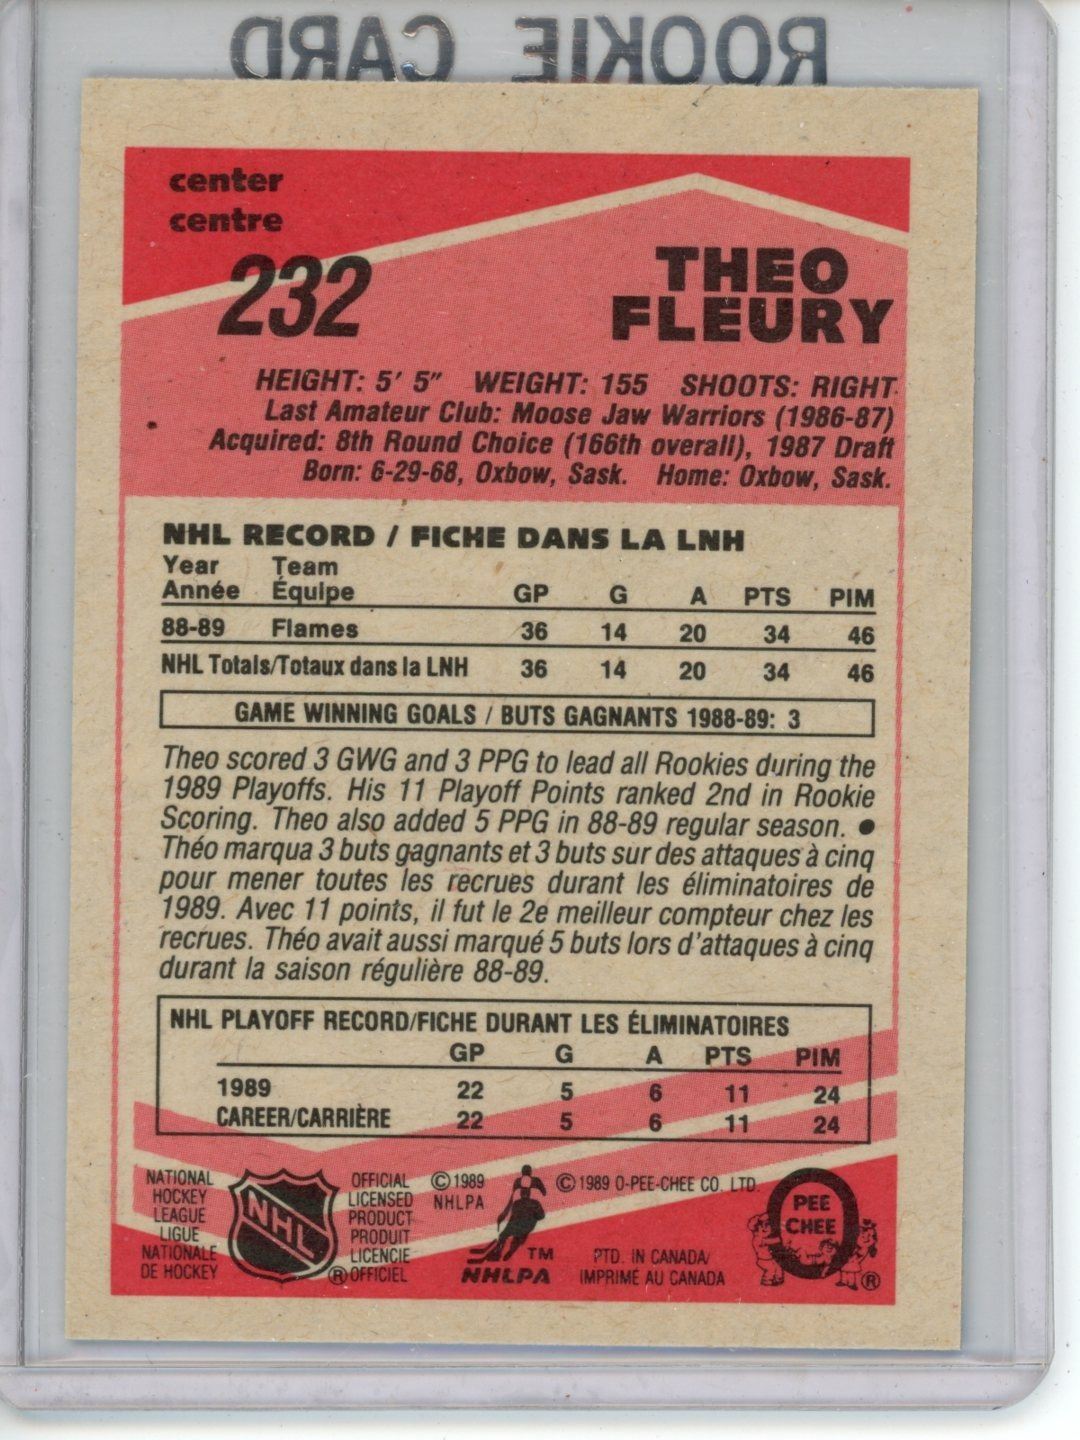 ROOKIE CARD
center
centre
232
THEO
FLEURY
HEIGHT: 5' 5" WEIGHT: 155 SHOOTS: RIGHT
Last Amateur Club: Moose Jaw Warriors (1986-87)
Acquired: 8th Round Choice (166th overall), 1987 Draft
Born: 6-29-68, Oxbow, Sask. Home: Oxbow, Sask.
NHL RECORD / FICHE DANS LA LNH
Year Team
Année Équipe GP G A PTS PIM
88-89 Flames 36 14 20 34 46
NHL Totals/Totaux dans la LNH 36 14 20 34 46
GAME WINNING GOALS / BUTS GAGNANTS 1988-89: 3
Theo scored 3 GWG and 3 PPG to lead all Rookies during the
1989 Playoffs. His 11 Playoff Points ranked 2nd in Rookie
Scoring. Theo also added 5 PPG in 88-89 regular season. ●
Théo marqua 3 buts gagnants et 3 buts sur des attaques à cinq
pour mener toutes les recrues durant les éliminatoires de
1989. Avec 11 points, il fut le 2e meilleur compteur chez les
recrues. Théo avait aussi marqué 5 buts lors d'attaques à cinq
durant la saison régulière 88-89.
NHL PLAYOFF RECORD/FICHE DURANT LES ÉLIMINATOIRES
GP G A PTS PIM
1989 22 5 6 11 24
CAREER/CARRIÈRE 22 5 6 11 24
NATIONAL
HOCKEY
LEAGUE
LIGUE
NATIONALE
DE HOCKEY
NHL
®
OFFICIAL
LICENSED
PRODUCT
PRODUIT
LICENCIE
OFFICIEL
© 1989
NHLPA
TM
NHLPA
© 1989 O-PEE-CHEE CO. LTD.
PTD. IN CANADA/
IMPRIMÉ AU CANADA
O
PEE
CHEE
®